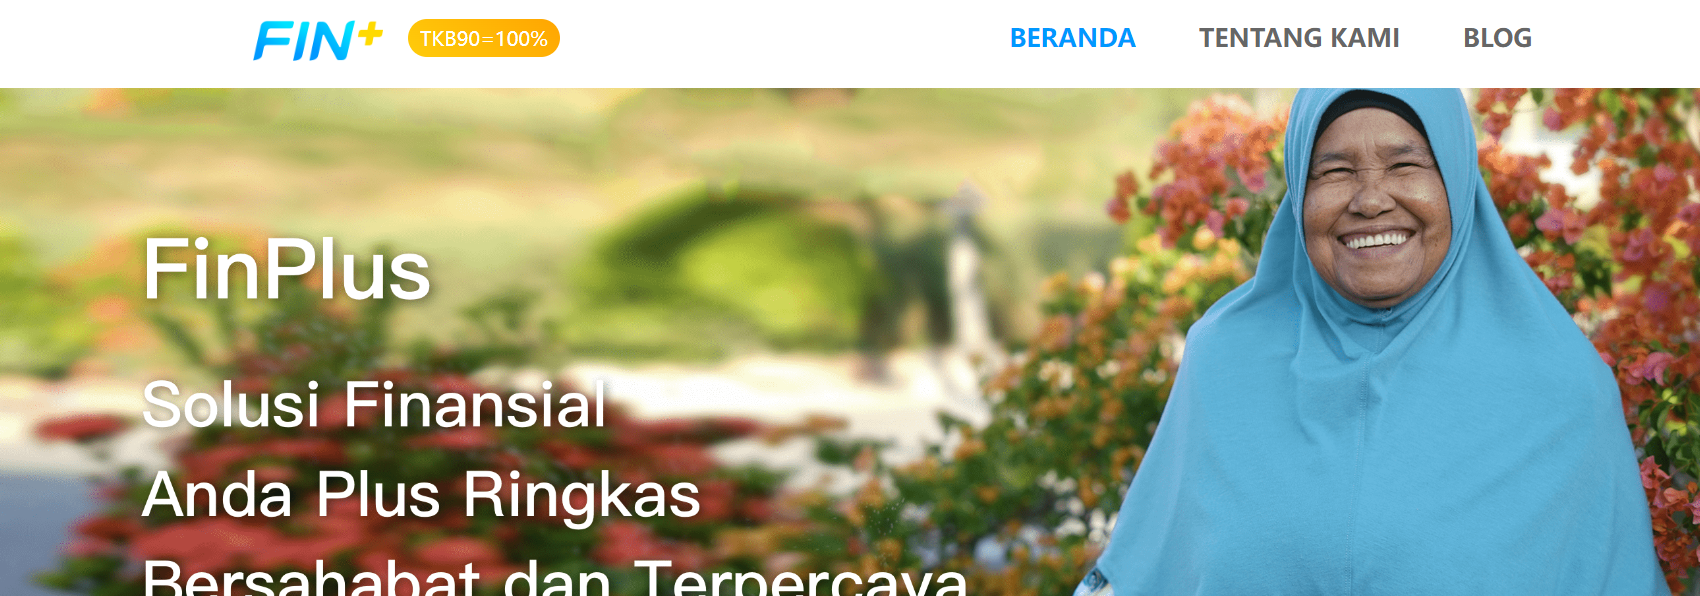 FIN+ TKB90=100% BERANDA TENTANG KAMI BLOG
FinPlus
Solusi Finansial
Anda Plus Ringkas
Bersahabat dan Terpercaya